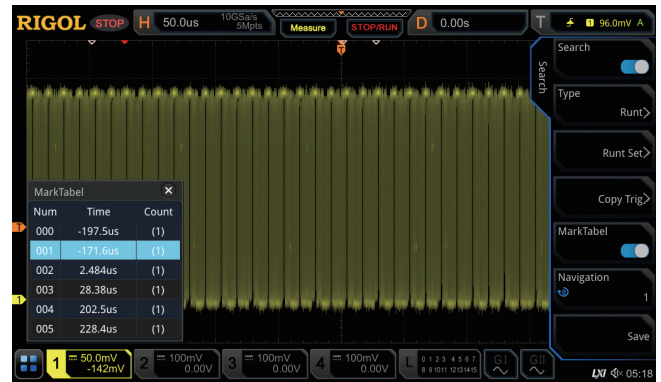 RIGOL STOP H 50.0us 10GSa/s 5Mpts Measure STOP/RUN D 0.00s T 1 96.0mV A
T
Search
Search
Type
Runt>
Runt Set>
Copy Trig>
MarkTabel
Navigation
1
Save
MarkTabel
Num Time Count
000 -197.5us (1)
001 -171.6us (1)
002 2.484us (1)
003 28.38us (1)
004 202.5us (1)
005 228.4us (1)
T
1
1 50.0mV -142mV 2 100mV 0.00V 3 100mV 0.00V 4 100mV 0.00V L 0 1 2 3 4 5 6 7 8 9 10 11 12 13 14 15 GI GII
LXI 05:18